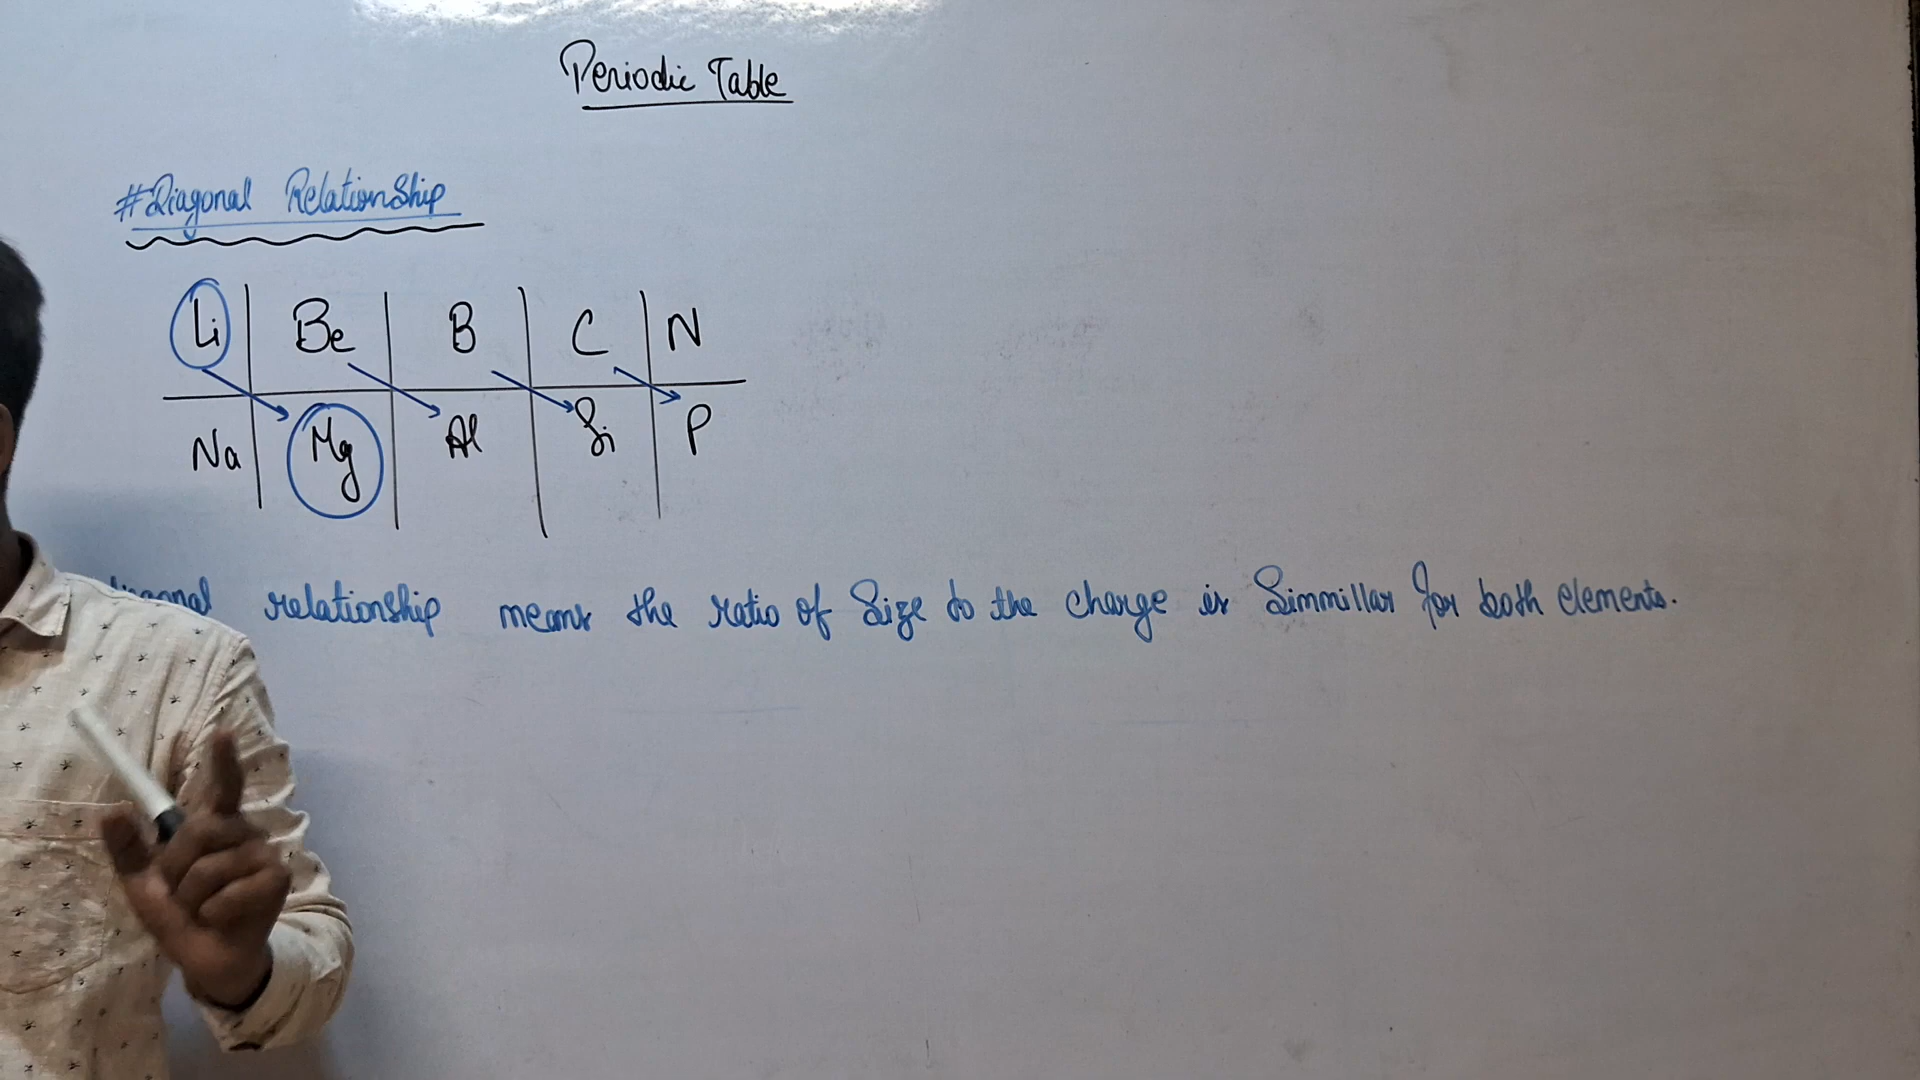 Periodic Table
#Diagonal RelationShip
Li Be B C N
Na Mg Al Si P
relationship means the ratio of Size to the charge is Simmillar for both elements.